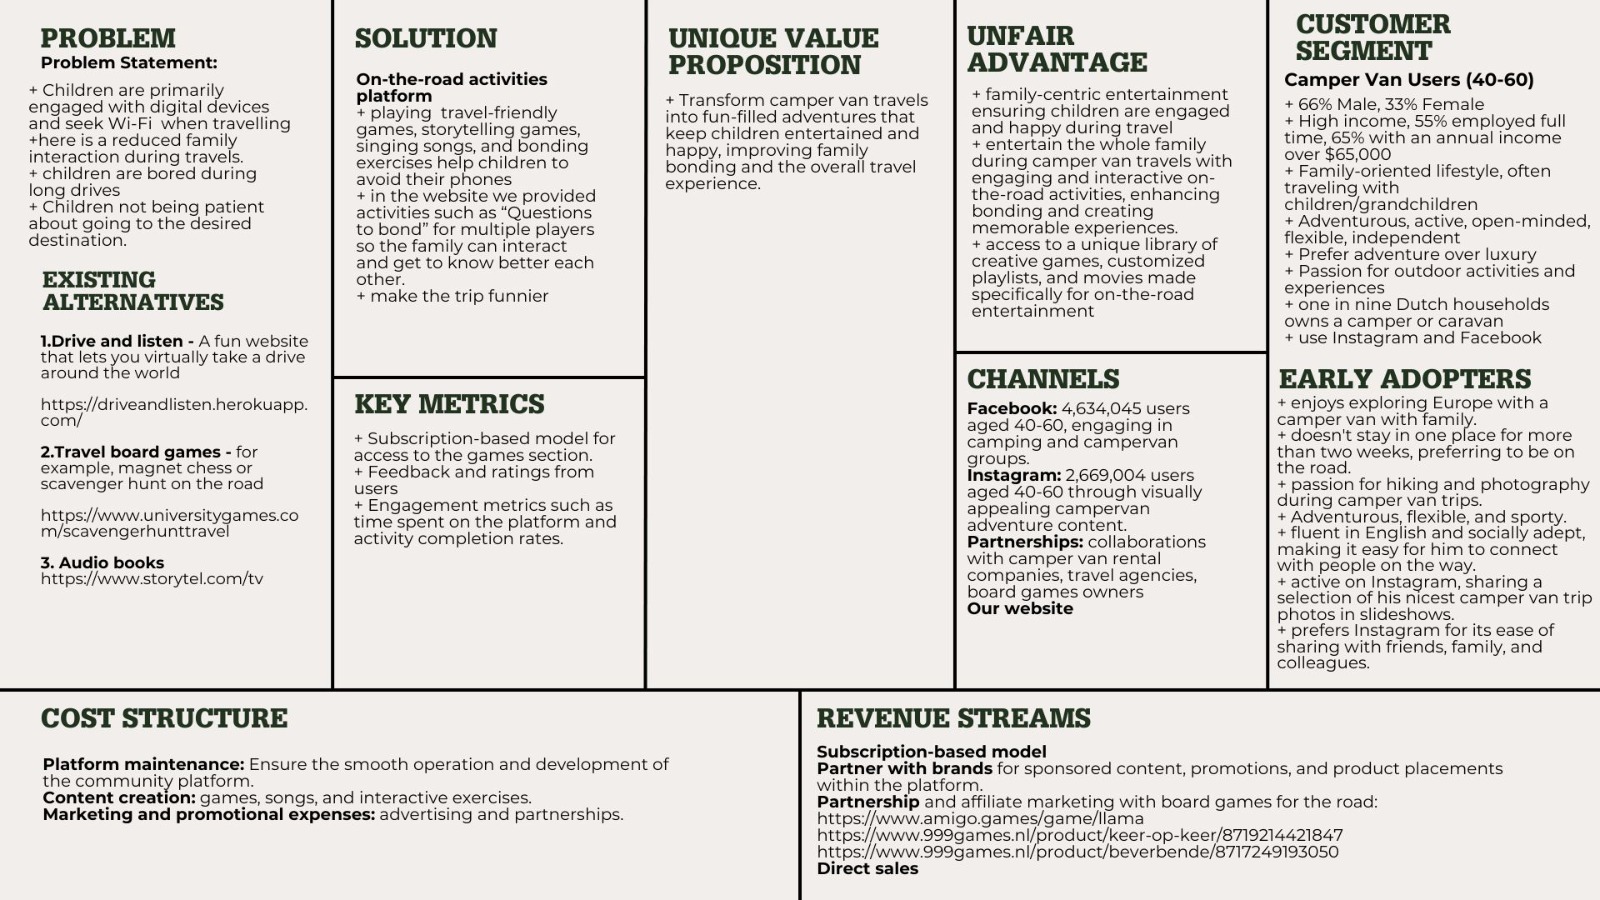 PROBLEM
Problem Statement:
+ Children are primarily
engaged with digital devices
and seek Wi-Fi  when travelling
+here is a reduced family
interaction during travels.
+ children are bored during
long drives
+ Children not being patient
about going to the desired
destination.
EXISTING
ALTERNATIVES
1.Drive and listen - A fun website
that lets you virtually take a drive
around the world
https://driveandlisten.herokuapp.
com/
2.Travel board games - for
example, magnet chess or
scavenger hunt on the road
https://www.universitygames.co
m/scavengerhunttravel
3. Audio books
https://www.storytel.com/tv
SOLUTION
On-the-road activities
platform
+ playing  travel-friendly
games, storytelling games,
singing songs, and bonding
exercises help children to
avoid their phones
+ in the website we provided
activities such as “Questions
to bond” for multiple players
so the family can interact
and get to know better each
other.
+ make the trip funnier
KEY METRICS
+ Subscription-based model for
access to the games section.
+ Feedback and ratings from
users
+ Engagement metrics such as
time spent on the platform and
activity completion rates.
UNIQUE VALUE
PROPOSITION
+ Transform camper van travels
into fun-filled adventures that
keep children entertained and
happy, improving family
bonding and the overall travel
experience.
UNFAIR
ADVANTAGE
+ family-centric entertainment
ensuring children are engaged
and happy during travel
+ entertain the whole family
during camper van travels with
engaging and interactive on-
the-road activities, enhancing
bonding and creating
memorable experiences.
+ access to a unique library of
creative games, customized
playlists, and movies made
specifically for on-the-road
entertainment
CHANNELS
Facebook: 4,634,045 users
aged 40-60, engaging in
camping and campervan
groups.
Instagram: 2,669,004 users
aged 40-60 through visually
appealing campervan
adventure content.
Partnerships: collaborations
with camper van rental
companies, travel agencies,
board games owners
Our website
CUSTOMER
SEGMENT
Camper Van Users (40-60)
+ 66% Male, 33% Female
+ High income, 55% employed full
time, 65% with an annual income
over $65,000
+ Family-oriented lifestyle, often
traveling with
children/grandchildren
+ Adventurous, active, open-minded,
flexible, independent
+ Prefer adventure over luxury
+ Passion for outdoor activities and
experiences
+ one in nine Dutch households
owns a camper or caravan
+ use Instagram and Facebook
EARLY ADOPTERS
+ enjoys exploring Europe with a
camper van with family.
+ doesn't stay in one place for more
than two weeks, preferring to be on
the road.
+ passion for hiking and photography
during camper van trips.
+ Adventurous, flexible, and sporty.
+ fluent in English and socially adept,
making it easy for him to connect
with people on the way.
+ active on Instagram, sharing a
selection of his nicest camper van trip
photos in slideshows.
+ prefers Instagram for its ease of
sharing with friends, family, and
colleagues.
COST STRUCTURE
Platform maintenance: Ensure the smooth operation and development of
the community platform.
Content creation: games, songs, and interactive exercises.
Marketing and promotional expenses: advertising and partnerships.
REVENUE STREAMS
Subscription-based model
Partner with brands for sponsored content, promotions, and product placements
within the platform.
Partnership and affiliate marketing with board games for the road:
https://www.amigo.games/game/llama
https://www.999games.nl/product/keer-op-keer/8719214421847
https://www.999games.nl/product/beverbende/8717249193050
Direct sales